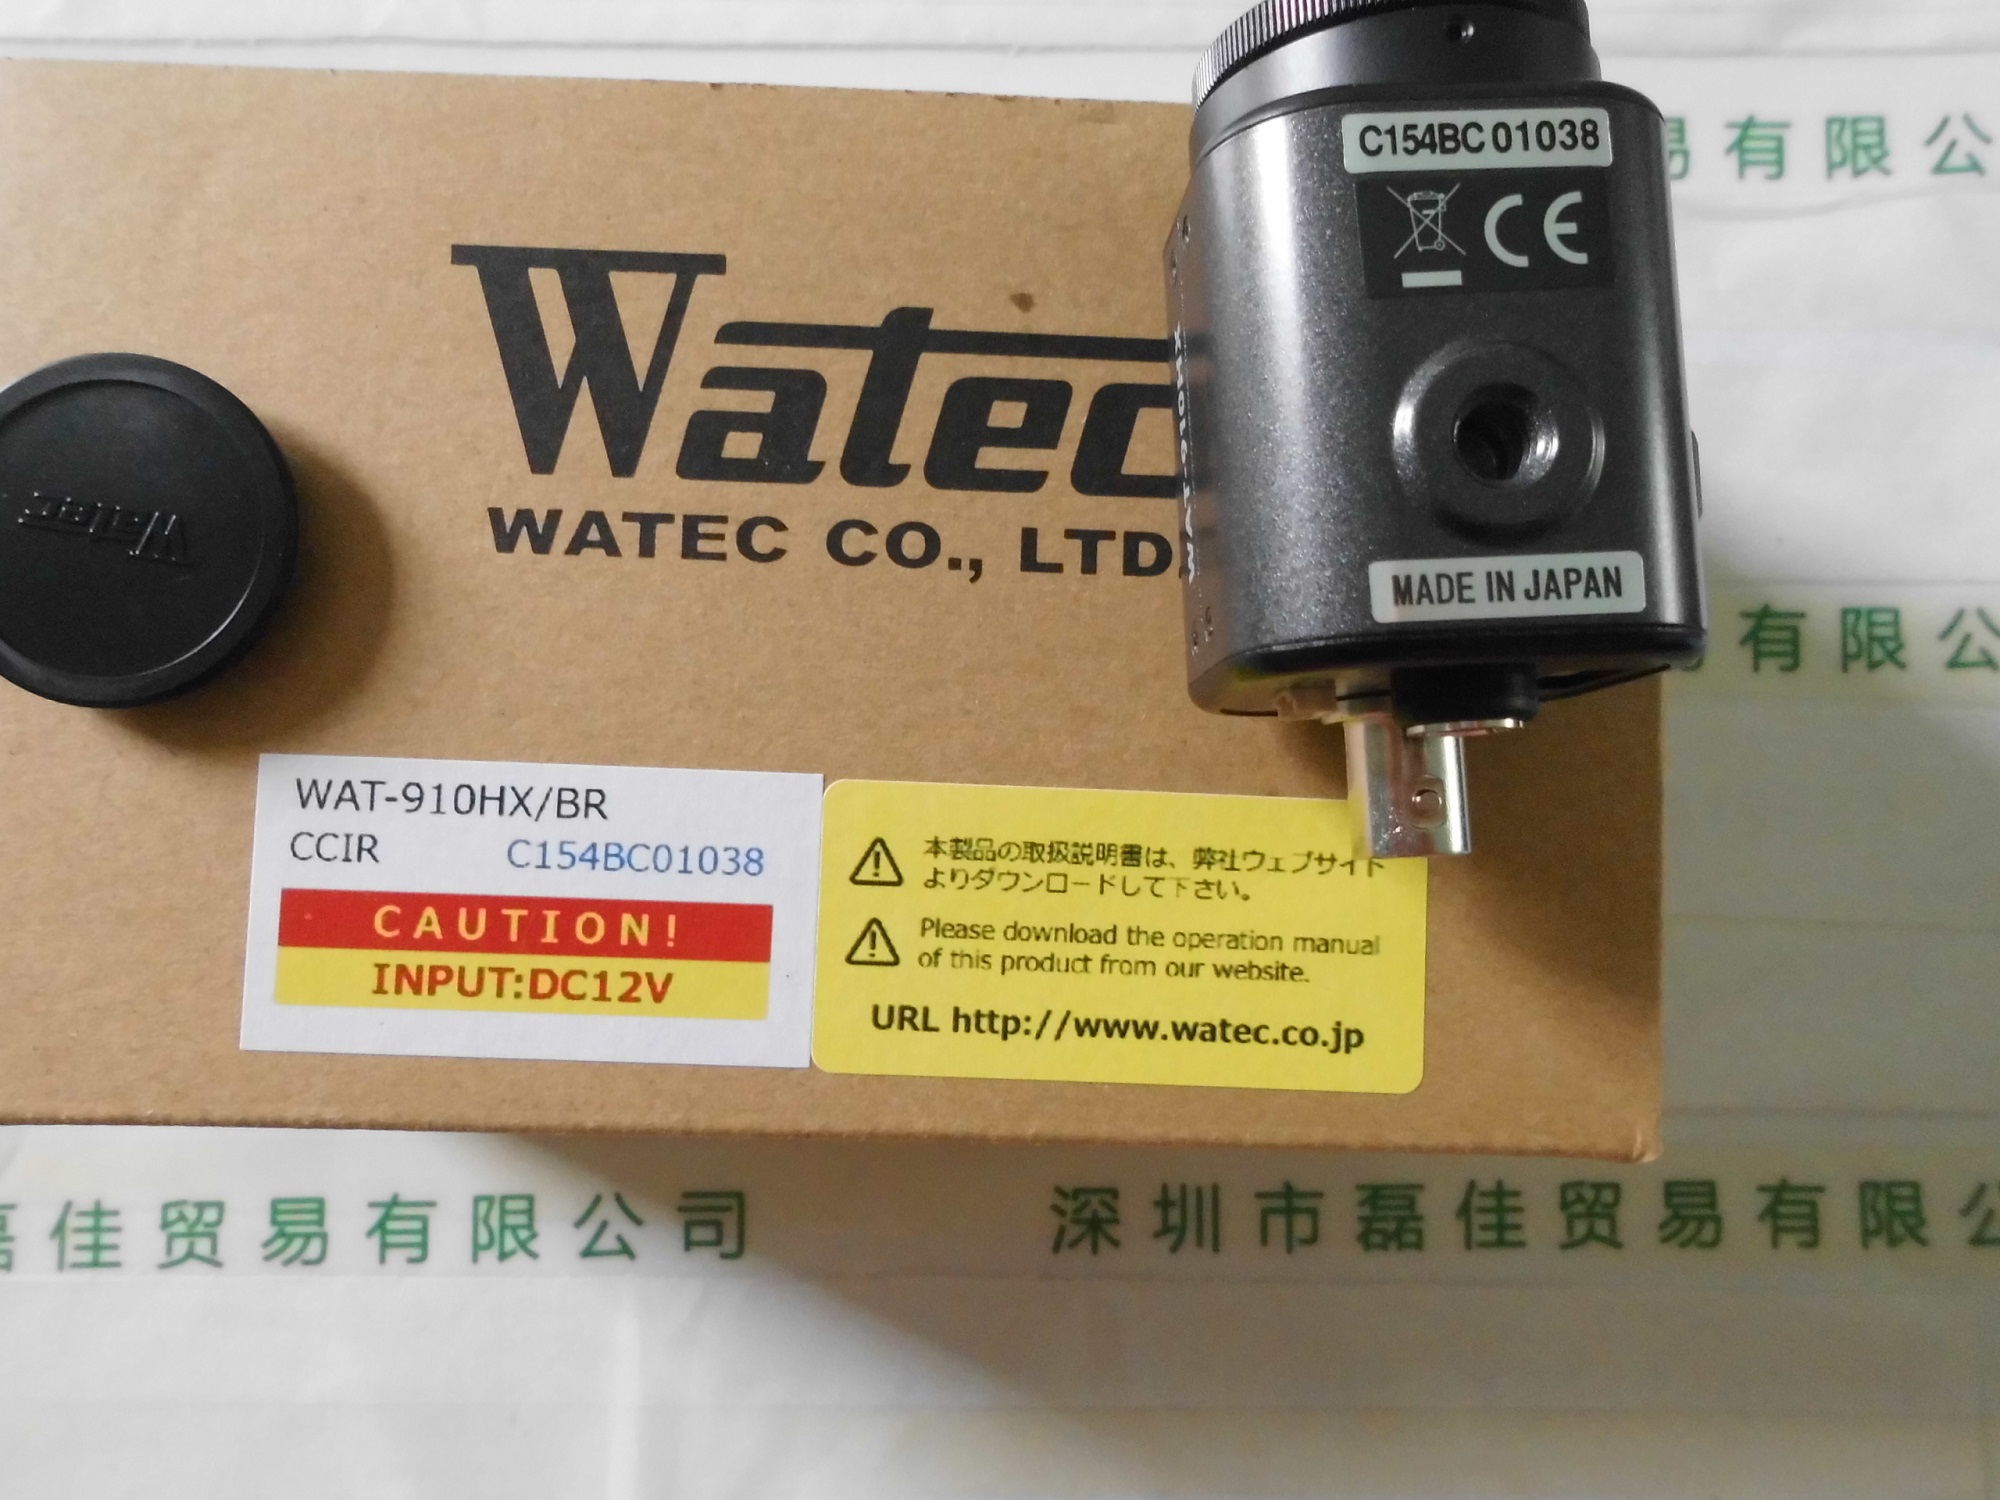 C154BC 01038
CE
Watec
WATEC CO., LTD.
MADE IN JAPAN
Watec
WAT-910HX/BR
CCIR C154BC01038
CAUTION!
INPUT:DC12V
本製品の取扱説明書は、弊社ウェブサイト
よりダウンロードして下さい。
Please download the operation manual
of this product from our website.
URL http://www.watec.co.jp
易有限公
有限公
磊佳贸易有限公司
深圳市磊佳贸易有限公